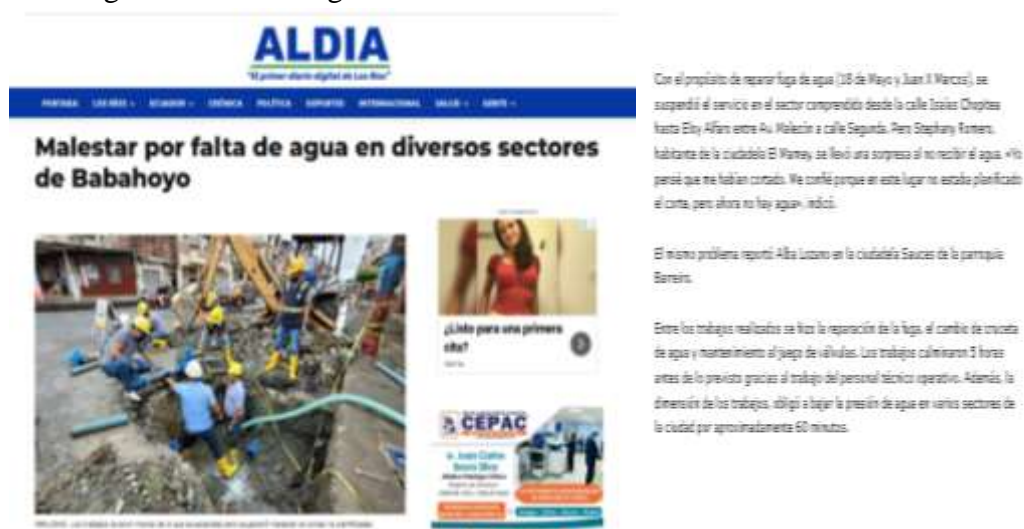 ALDIA
"El primer diario digital de Los Ríos"
PORTADA LOS RÍOS ECUADOR CRÓNICA POLÍTICA DEPORTES INTERNACIONAL SALUD GENTE
Malestar por falta de agua en diversos sectores
de Babahoyo
¿Listo para una primera
cita?
CEPAC
Con el propósito de reparar fuga de agua (18 de Mayo y Juan X Marcos), se
suspendió el servicio en el sector comprendido desde la calle Isaías Chopitea
hasta Eloy Alfaro entre Av. Malecón a calle Segunda. Pero Stephany Romero,
habitante de la ciudadela El Mamey, se llevó una sorpresa al no recibir el agua. «Yo
pensé que me habían cortado. Me confié porque en este lugar no estaba planificado
el corte, pero ahora no hay agua», indicó.
El mismo problema reportó Alba Lozano en la ciudadela Sauces de la parroquia
Barreiro.
Entre los trabajos realizados se hizo la reparación de la fuga, el cambio de cruceta
de agua y mantenimiento al juego de válvulas. Los trabajos culminaron 3 horas
antes de lo previsto gracias al trabajo del personal técnico operativo. Además, la
dimensión de los trabajos, obligó a bajar la presión de agua en varios sectores de
la ciudad por aproximadamente 60 minutos.